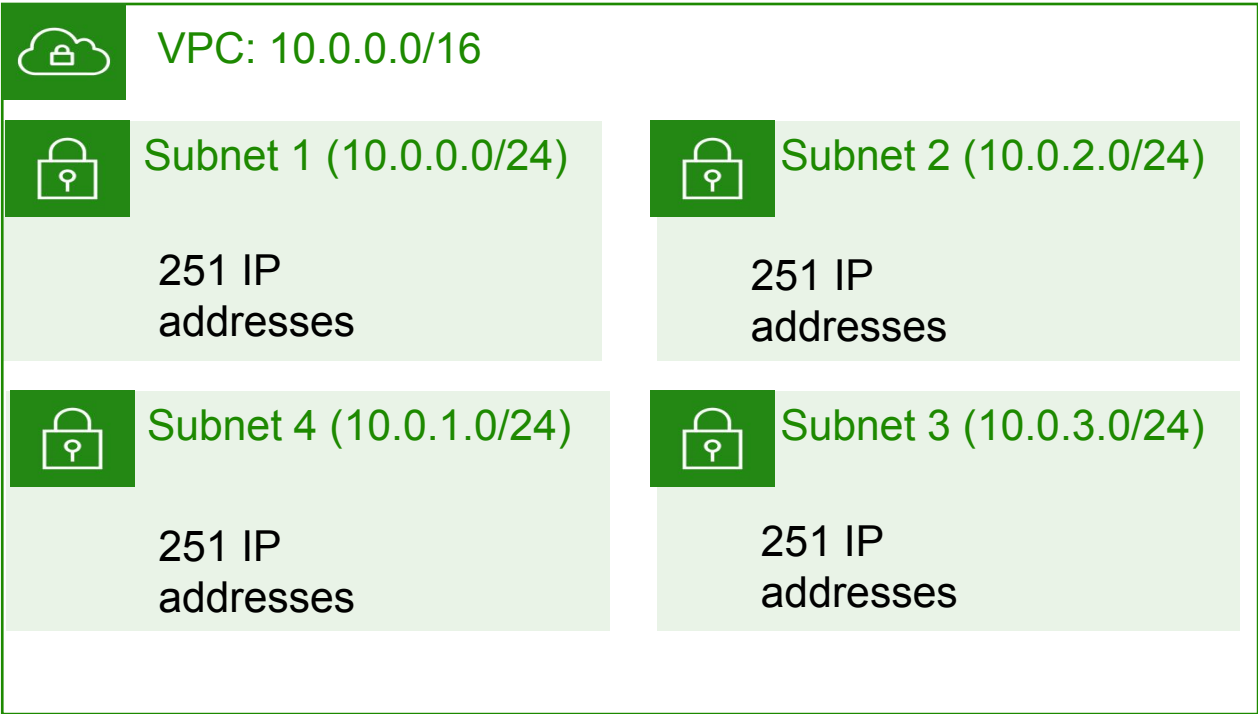 VPC: 10.0.0.0/16
Subnet 1 (10.0.0.0/24)
251 IP
addresses
Subnet 2 (10.0.2.0/24)
251 IP
addresses
Subnet 4 (10.0.1.0/24)
251 IP
addresses
Subnet 3 (10.0.3.0/24)
251 IP
addresses